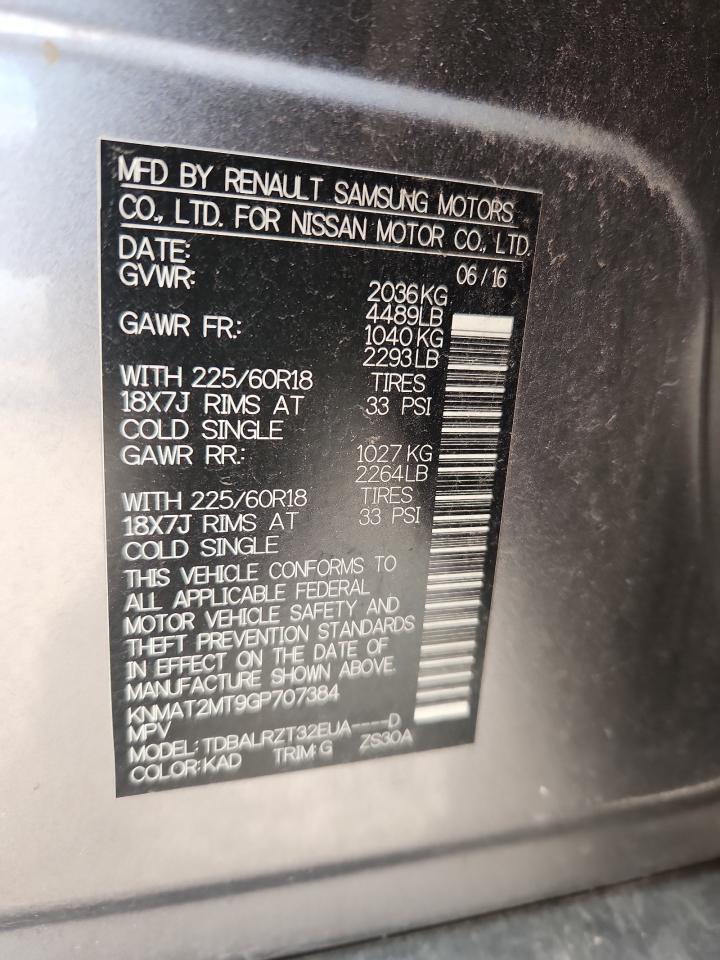 MFD BY RENAULT SAMSUNG MOTORS
CO., LTD. FOR NISSAN MOTOR CO., LTD.
DATE: 06/16
GVWR: 2036KG
4489LB
GAWR FR.: 1040KG
2293LB
WITH 225/60R18 TIRES
18X7J RIMS AT 33 PSI
COLD SINGLE
GAWR RR.: 1027KG
2264LB
WITH 225/60R18 TIRES
18X7J RIMS AT 33 PSI
COLD SINGLE
THIS VEHICLE CONFORMS TO
ALL APPLICABLE FEDERAL
MOTOR VEHICLE SAFETY AND
THEFT PREVENTION STANDARDS
IN EFFECT ON THE DATE OF
MANUFACTURE SHOWN ABOVE.
KNMAT2MT9GP707384
MPV
MODEL: TDBALRZT32EUA----D
COLOR:KAD TRIM:G ZS30A